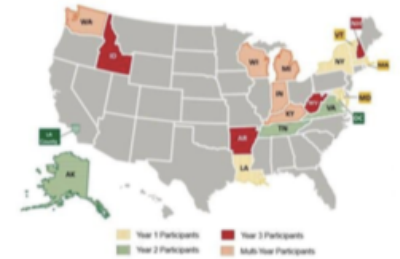 WA
ID
WI
MI
IN
KY
WV
VA
TN
AR
LA
AK
NY
VT
NH
MA
MD
DC
LA
Year 1 Participants
Year 2 Participants
Year 3 Participants
Multi-Year Participants